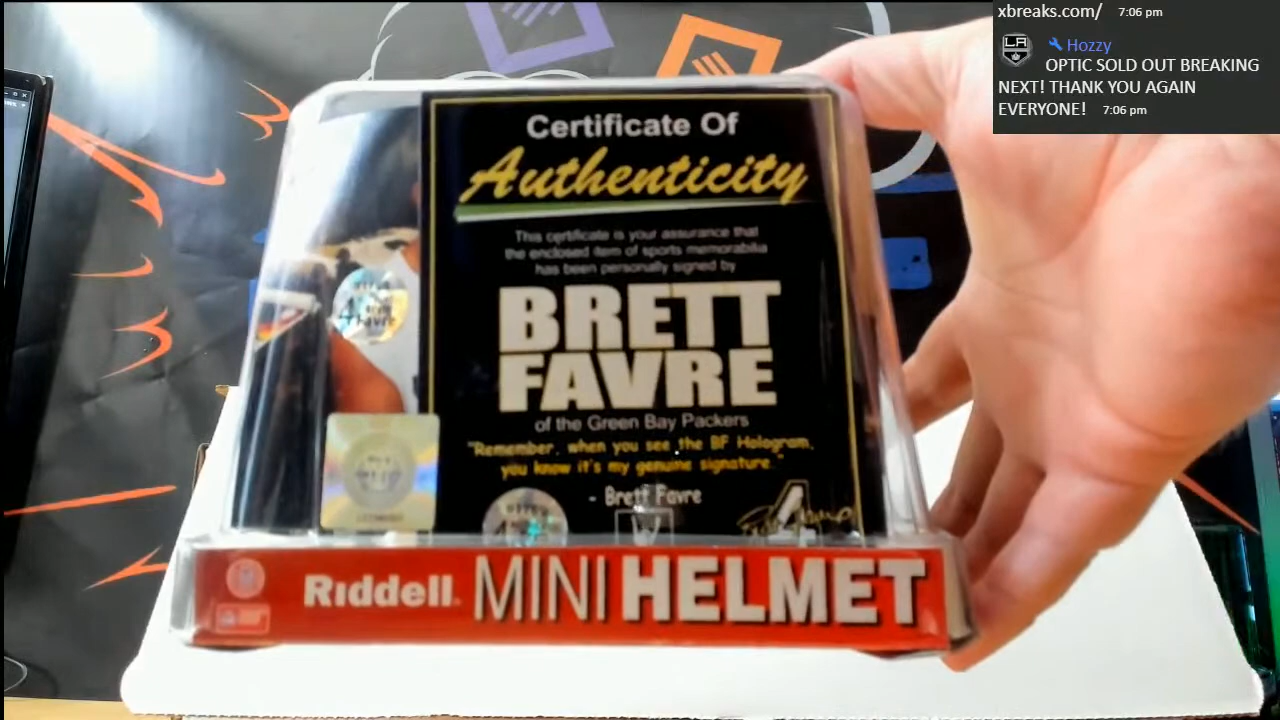 xbreaks.com/ 7:06 pm
Hozzy
OPTIC SOLD OUT BREAKING
NEXT! THANK YOU AGAIN
EVERYONE! 7:06 pm
LA
Certificate Of
Authenticity
This certificate is your assurance that
the enclosed item of sports memorabilia
has been personally signed by
BRETT
FAVRE
of the Green Bay Packers
"Remember, when you see the BF Hologram,
you know it's my genuine signature."
- Brett Favre
4
Riddell MINI HELMET